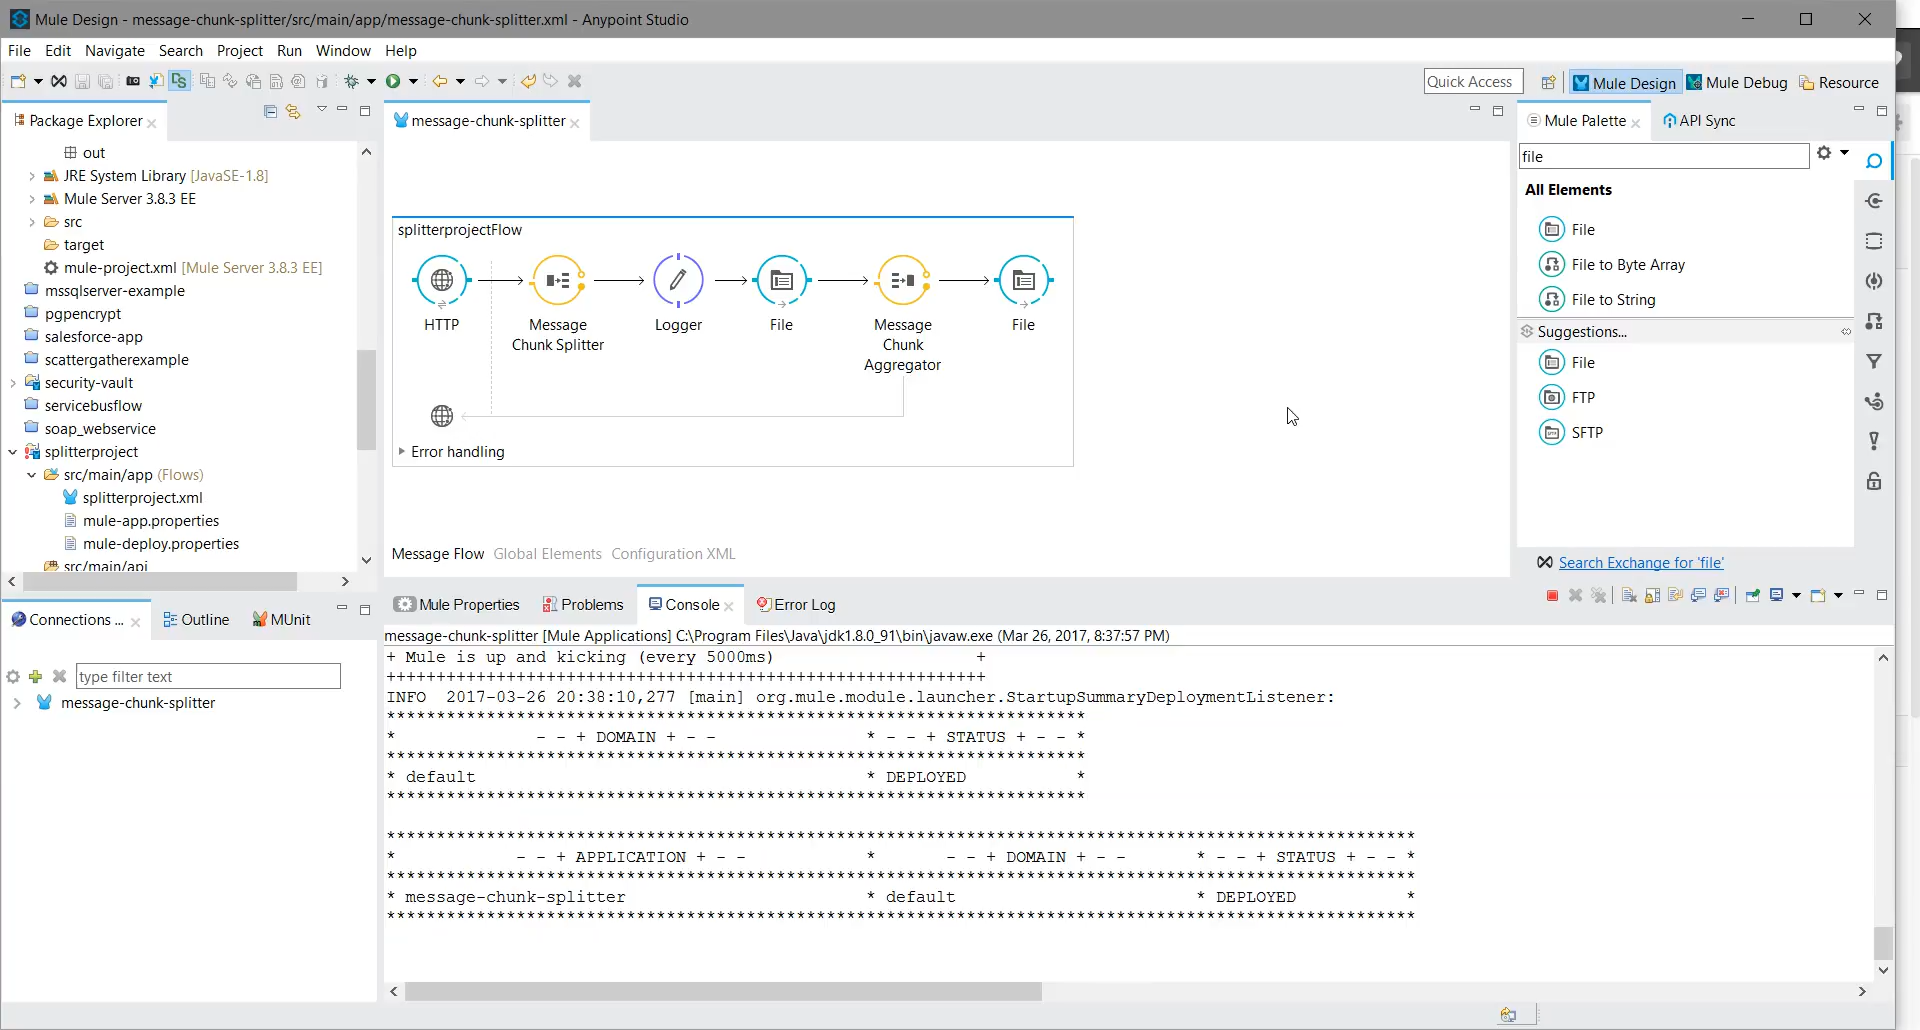 Mule Design - message-chunk-splitter/src/main/app/message-chunk-splitter.xml - Anypoint Studio
File Edit Navigate Search Project Run Window Help
Quick Access
Mule Design
Mule Debug
Resource
Package Explorer
out
JRE System Library [JavaSE-1.8]
Mule Server 3.8.3 EE
src
target
mule-project.xml [Mule Server 3.8.3 EE]
mssqlserver-example
pgpencrypt
salesforce-app
scattergatherexample
security-vault
servicebusflow
soap_webservice
splitterproject
src/main/app (Flows)
splitterproject.xml
mule-app.properties
mule-deploy.properties
src/main/api
message-chunk-splitter
splitterprojectFlow
HTTP
Message
Chunk Splitter
Logger
File
Message
Chunk
Aggregator
File
Error handling
Message Flow Global Elements Configuration XML
Mule Palette
API Sync
file
All Elements
File
File to Byte Array
File to String
Suggestions...
File
FTP
SFTP
Search Exchange for 'file'
Connections ...
Outline
MUnit
type filter text
message-chunk-splitter
Mule Properties
Problems
Console
Error Log
message-chunk-splitter [Mule Applications] C:\Program Files\Java\jdk1.8.0_91\bin\javaw.exe (Mar 26, 2017, 8:37:57 PM)
+ Mule is up and kicking (every 5000ms) +
++++++++++++++++++++++++++++++++++++++++++++++++++++++++++++
INFO 2017-03-26 20:38:10,277 [main] org.mule.module.launcher.StartupSummaryDeploymentListener:
**********************************************************************
* - - + DOMAIN + - - * - - + STATUS + - - *
**********************************************************************
* default * DEPLOYED *
**********************************************************************
*******************************************************************************************************
* - - + APPLICATION + - - * - - + DOMAIN + - - * - - + STATUS + - - *
*******************************************************************************************************
* message-chunk-splitter * default * DEPLOYED *
*******************************************************************************************************